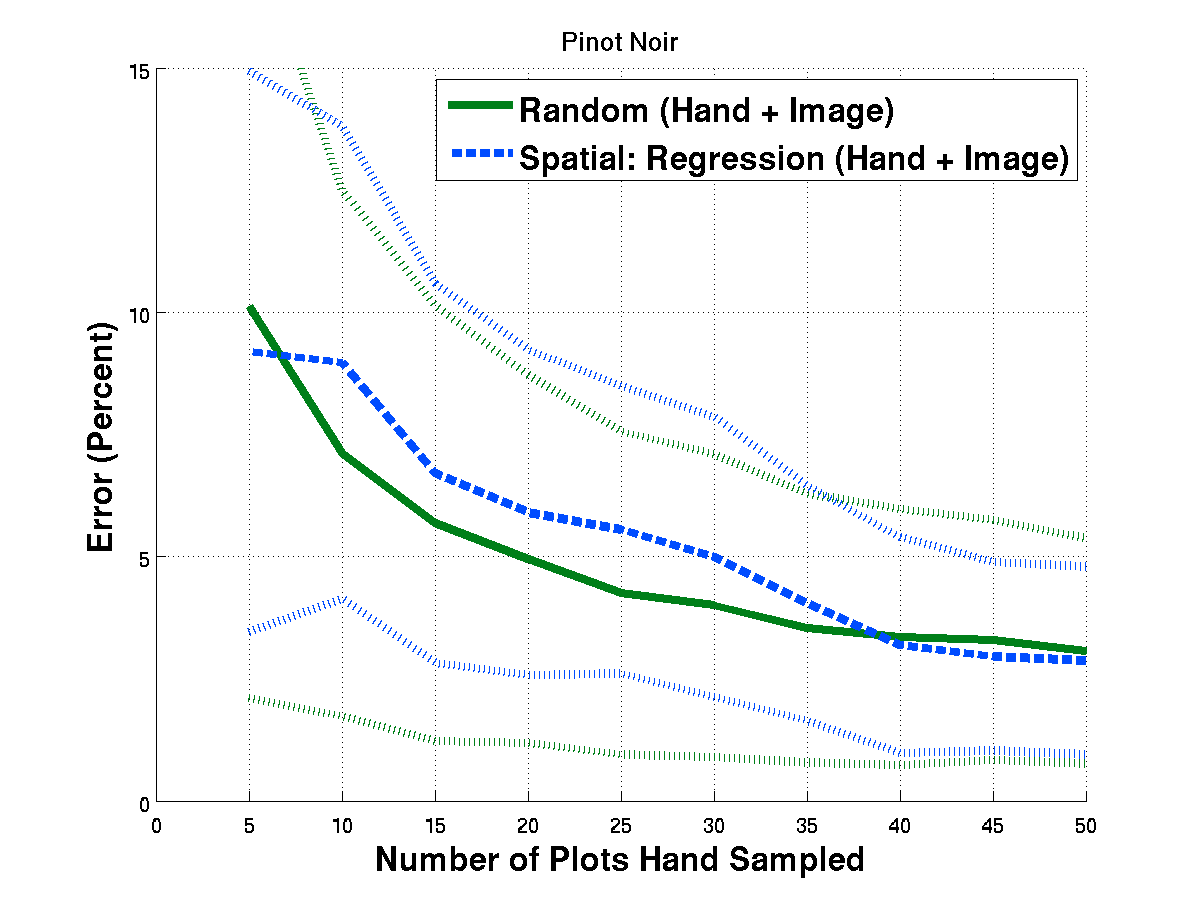 Pinot Noir
15
Random (Hand + Image)
Spatial: Regression (Hand + Image)
10
Error (Percent)
5
0
0 5 10 15 20 25 30 35 40 45 50
Number of Plots Hand Sampled